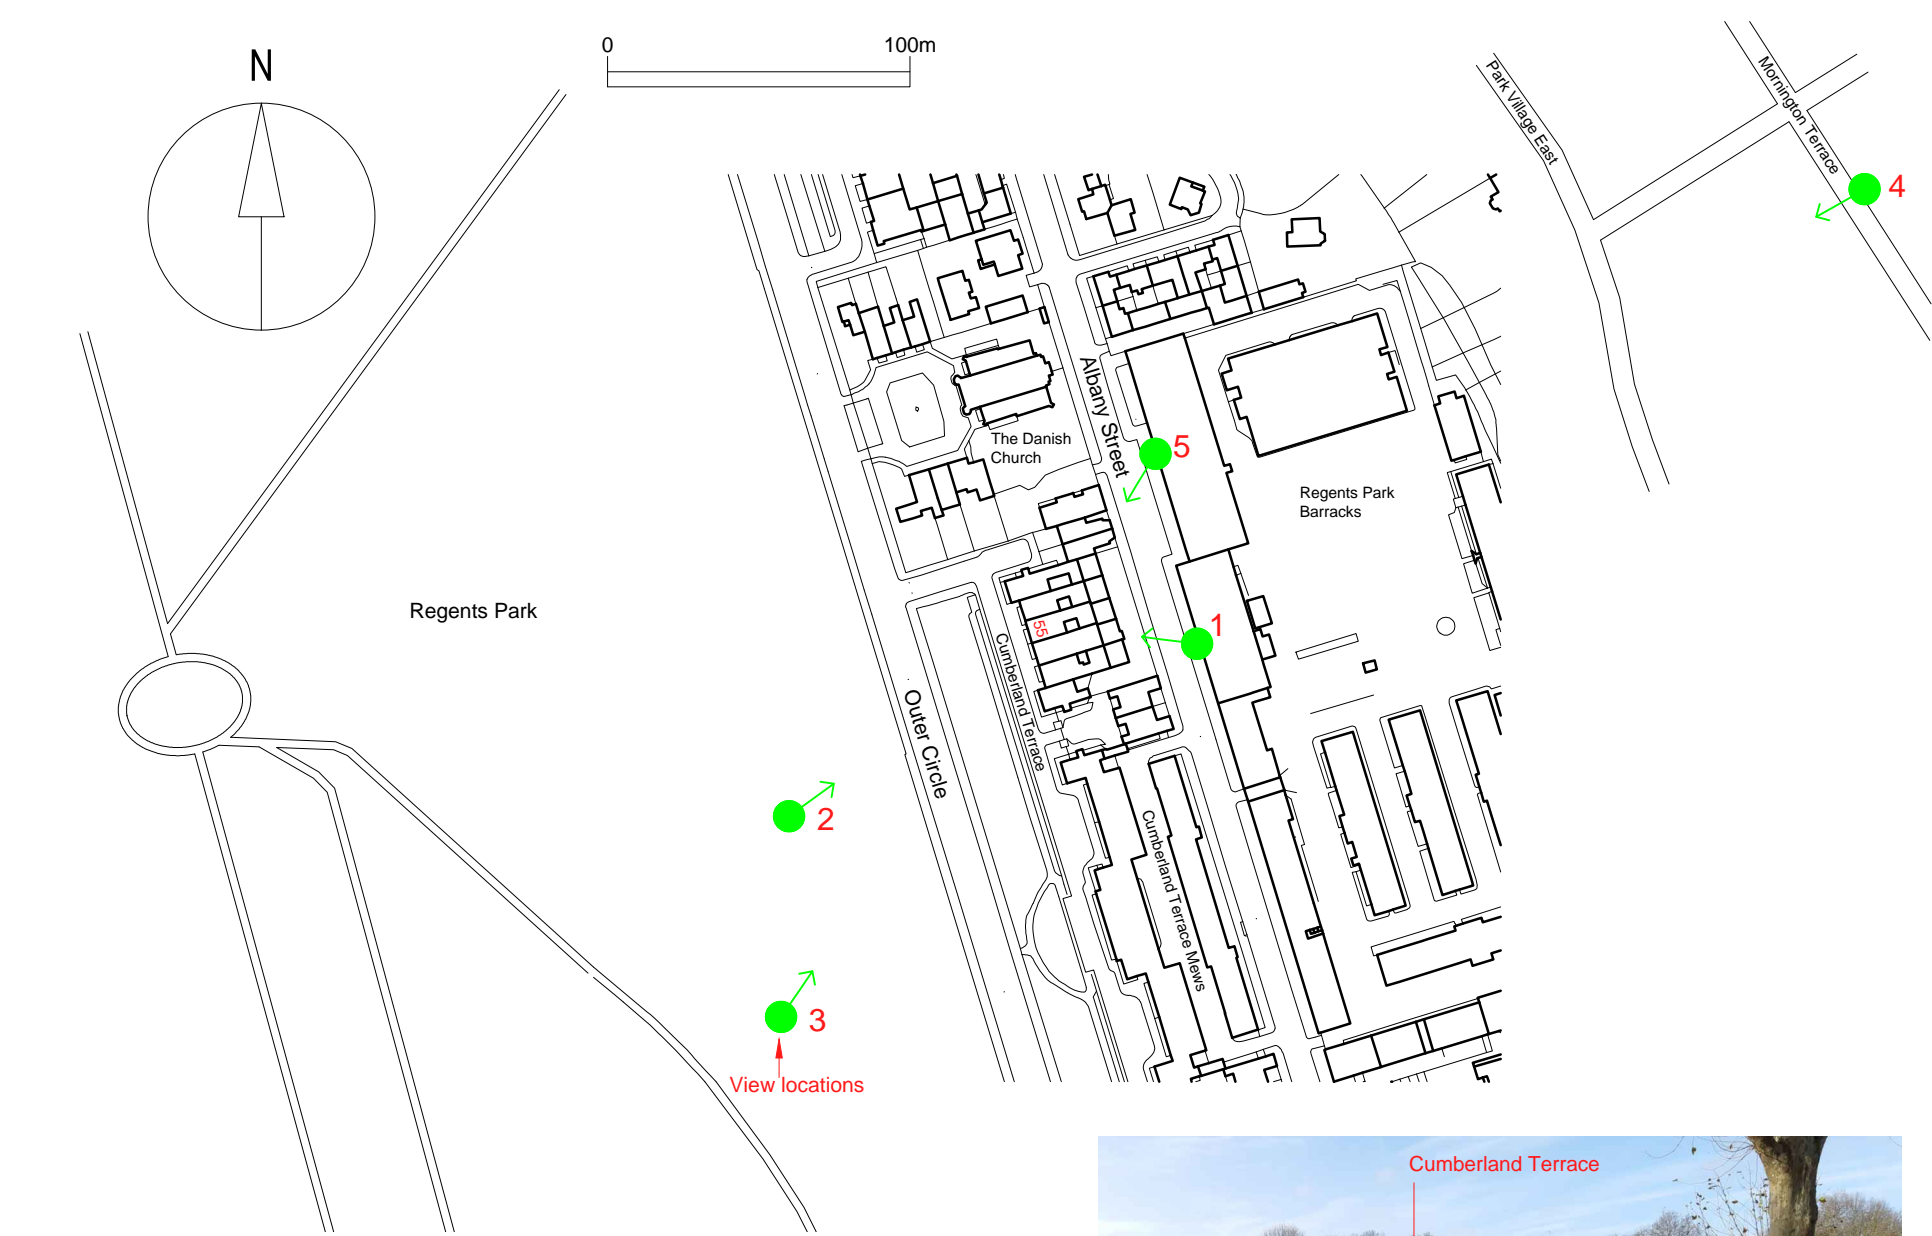 N
0
100m
Park Village East
Mornington Terrace
4
Albany Street
The Danish
Church
5
Regents Park
Barracks
Regents Park
55
1
Cumberland Terrace
Outer Circle
2
Cumberland Terrace Mews
3
View locations
Cumberland Terrace